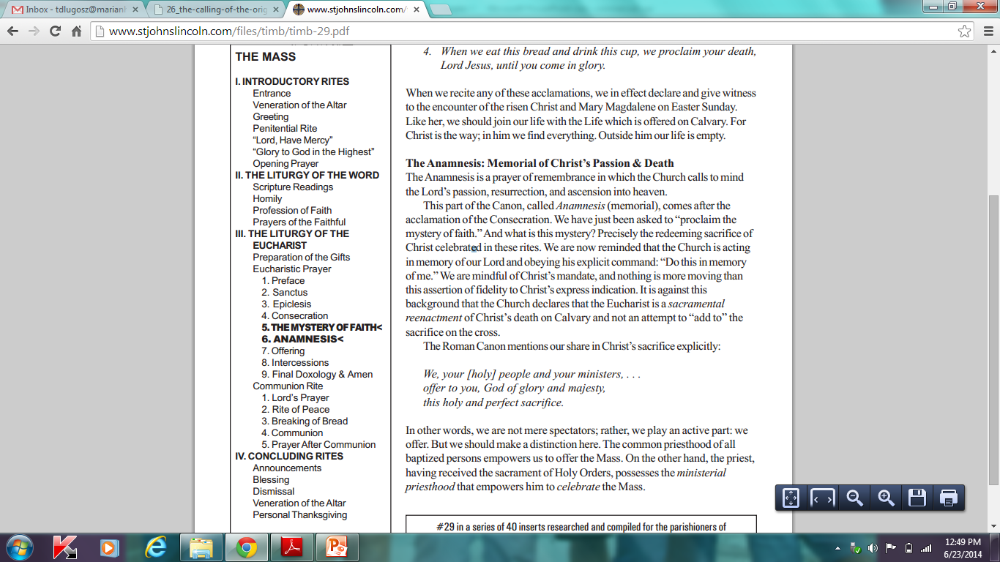 Inbox - tdlugosz@marianh
26_the-calling-of-the-orig
www.stjohnslincoln.com/
www.stjohnslincoln.com/files/timb/timb-29.pdf
THE MASS
I. INTRODUCTORY RITES
Entrance
Veneration of the Altar
Greeting
Penitential Rite
“Lord, Have Mercy”
“Glory to God in the Highest”
Opening Prayer
II. THE LITURGY OF THE WORD
Scripture Readings
Homily
Profession of Faith
Prayers of the Faithful
III. THE LITURGY OF THE
EUCHARIST
Preparation of the Gifts
Eucharistic Prayer
1. Preface
2. Sanctus
3. Epiclesis
4. Consecration
5. THE MYSTERY OF FAITH<
6. ANAMNESIS<
7. Offering
8. Intercessions
9. Final Doxology & Amen
Communion Rite
1. Lord’s Prayer
2. Rite of Peace
3. Breaking of Bread
4. Communion
5. Prayer After Communion
IV. CONCLUDING RITES
Announcements
Blessing
Dismissal
Veneration of the Altar
Personal Thanksgiving
4. When we eat this bread and drink this cup, we proclaim your death,
Lord Jesus, until you come in glory.
When we recite any of these acclamations, we in effect declare and give witness
to the encounter of the risen Christ and Mary Magdalene on Easter Sunday.
Like her, we should join our life with the Life which is offered on Calvary. For
Christ is the way; in him we find everything. Outside him our life is empty.
The Anamnesis: Memorial of Christ’s Passion & Death
The Anamnesis is a prayer of remembrance in which the Church calls to mind
the Lord’s passion, resurrection, and ascension into heaven.
This part of the Canon, called Anamnesis (memorial), comes after the
acclamation of the Consecration. We have just been asked to “proclaim the
mystery of faith.” And what is this mystery? Precisely the redeeming sacrifice of
Christ celebrated in these rites. We are now reminded that the Church is acting
in memory of our Lord and obeying his explicit command: “Do this in memory
of me.” We are mindful of Christ’s mandate, and nothing is more moving than
this assertion of fidelity to Christ’s express indication. It is against this
background that the Church declares that the Eucharist is a sacramental
reenactment of Christ’s death on Calvary and not an attempt to “add to” the
sacrifice on the cross.
The Roman Canon mentions our share in Christ’s sacrifice explicitly:
We, your [holy] people and your ministers, . . .
offer to you, God of glory and majesty,
this holy and perfect sacrifice.
In other words, we are not mere spectators; rather, we play an active part: we
offer. But we should make a distinction here. The common priesthood of all
baptized persons empowers us to offer the Mass. On the other hand, the priest,
having received the sacrament of Holy Orders, possesses the ministerial
priesthood that empowers him to celebrate the Mass.
#29 in a series of 40 inserts researched and compiled for the parishioners of
12:49 PM
6/23/2014